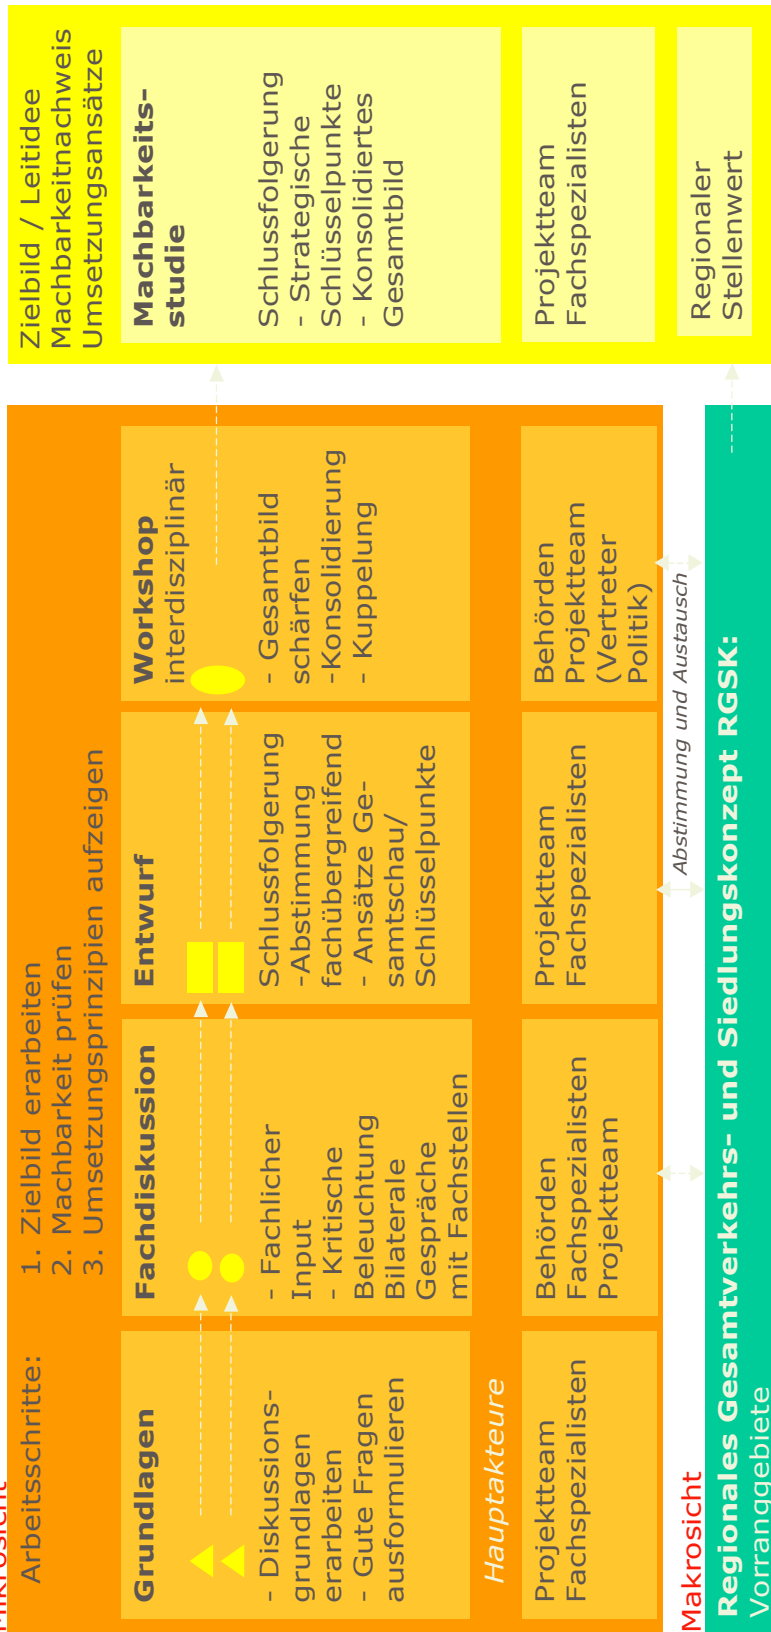 Mikrosicht
Arbeitsschritte:
1. Zielbild erarbeiten
2. Machbarkeit prüfen
3. Umsetzungsprinzipien aufzeigen
Grundlagen
- Diskussions-
grundlagen
erarbeiten
- Gute Fragen
ausformulieren
Fachdiskussion
- Fachlicher
Input
- Kritische
Beleuchtung
Bilaterale
Gespräche
mit Fachstellen
Entwurf
Schlussfolgerung
-Abstimmung
fachübergreifend
- Ansätze Ge-
samtschau/
Schlüsselpunkte
Workshop
interdisziplinär
- Gesamtbild
schärfen
-Konsolidierung
- Kuppelung
Hauptakteure
Projektteam
Fachspezialisten
Behörden
Fachspezialisten
Projektteam
Projektteam
Fachspezialisten
Behörden
Projektteam
(Vertreter
Politik)
Zielbild / Leitidee
Machbarkeitnachweis
Umsetzungsansätze
Machbarkeits-
studie
Schlussfolgerung
- Strategische
Schlüsselpunkte
- Konsolidiertes
Gesamtbild
Projektteam
Fachspezialisten
Regionaler
Stellenwert
Abstimmung und Austausch
Makrosicht
Regionales Gesamtverkehrs- und Siedlungskonzept RGSK:
Vorranggebiete